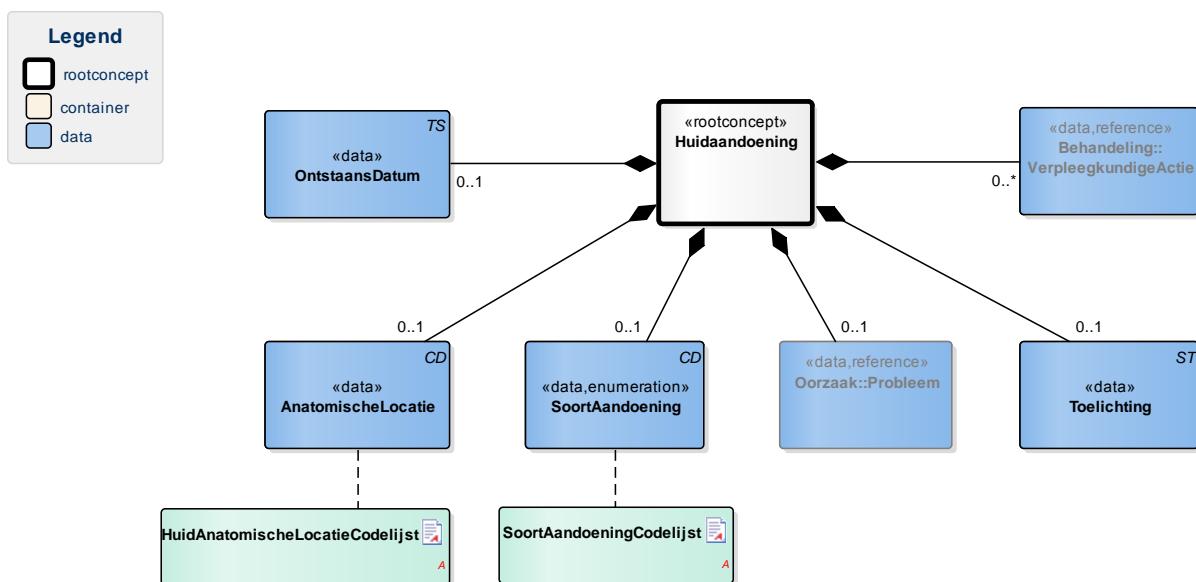 Legend
rootconcept
container
data
TS
«data»
OntstaansDatum
0..1
«rootconcept»
Huidaandoening
«data,reference»
Behandeling::
VerpleegkundigeActie
0..*
0..1
0..1
0..1
0..1
CD
«data»
AnatomischeLocatie
CD
«data,enumeration»
SoortAandoening
«data,reference»
Oorzaak::Probleem
ST
«data»
Toelichting
HuidAnatomischeLocatieCodelijst
A
SoortAandoeningCodelijst
A